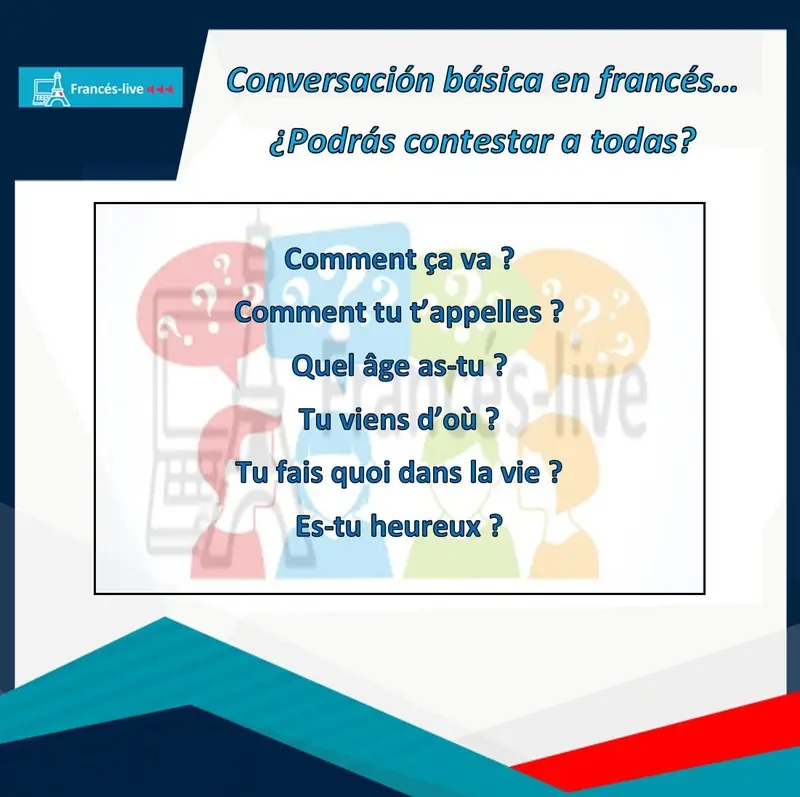 Francés-live
Conversación básica en francés...
¿Podrás contestar a todas?
Comment ça va ?
Comment tu t’appelles ?
Quel âge as-tu ?
Tu viens d’où ?
Tu fais quoi dans la vie ?
Es-tu heureux ?
Francés-live